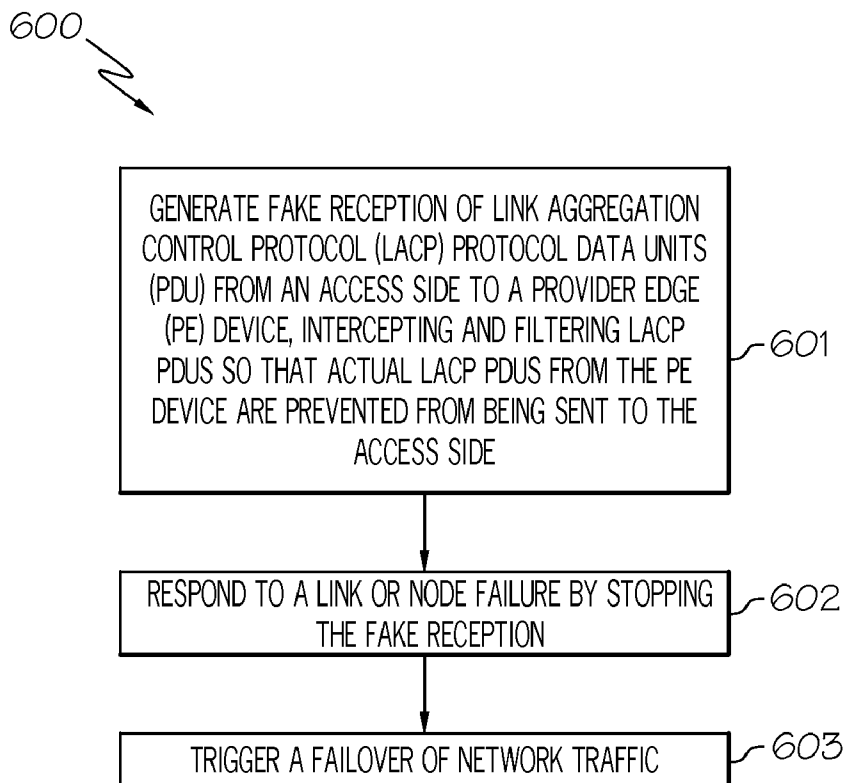 600
GENERATE FAKE RECEPTION OF LINK AGGREGATION
CONTROL PROTOCOL (LACP) PROTOCOL DATA UNITS
(PDU) FROM AN ACCESS SIDE TO A PROVIDER EDGE
(PE) DEVICE, INTERCEPTING AND FILTERING LACP
PDUS SO THAT ACTUAL LACP PDUS FROM THE PE
DEVICE ARE PREVENTED FROM BEING SENT TO THE
ACCESS SIDE
601
RESPOND TO A LINK OR NODE FAILURE BY STOPPING
THE FAKE RECEPTION
602
TRIGGER A FAILOVER OF NETWORK TRAFFIC
603